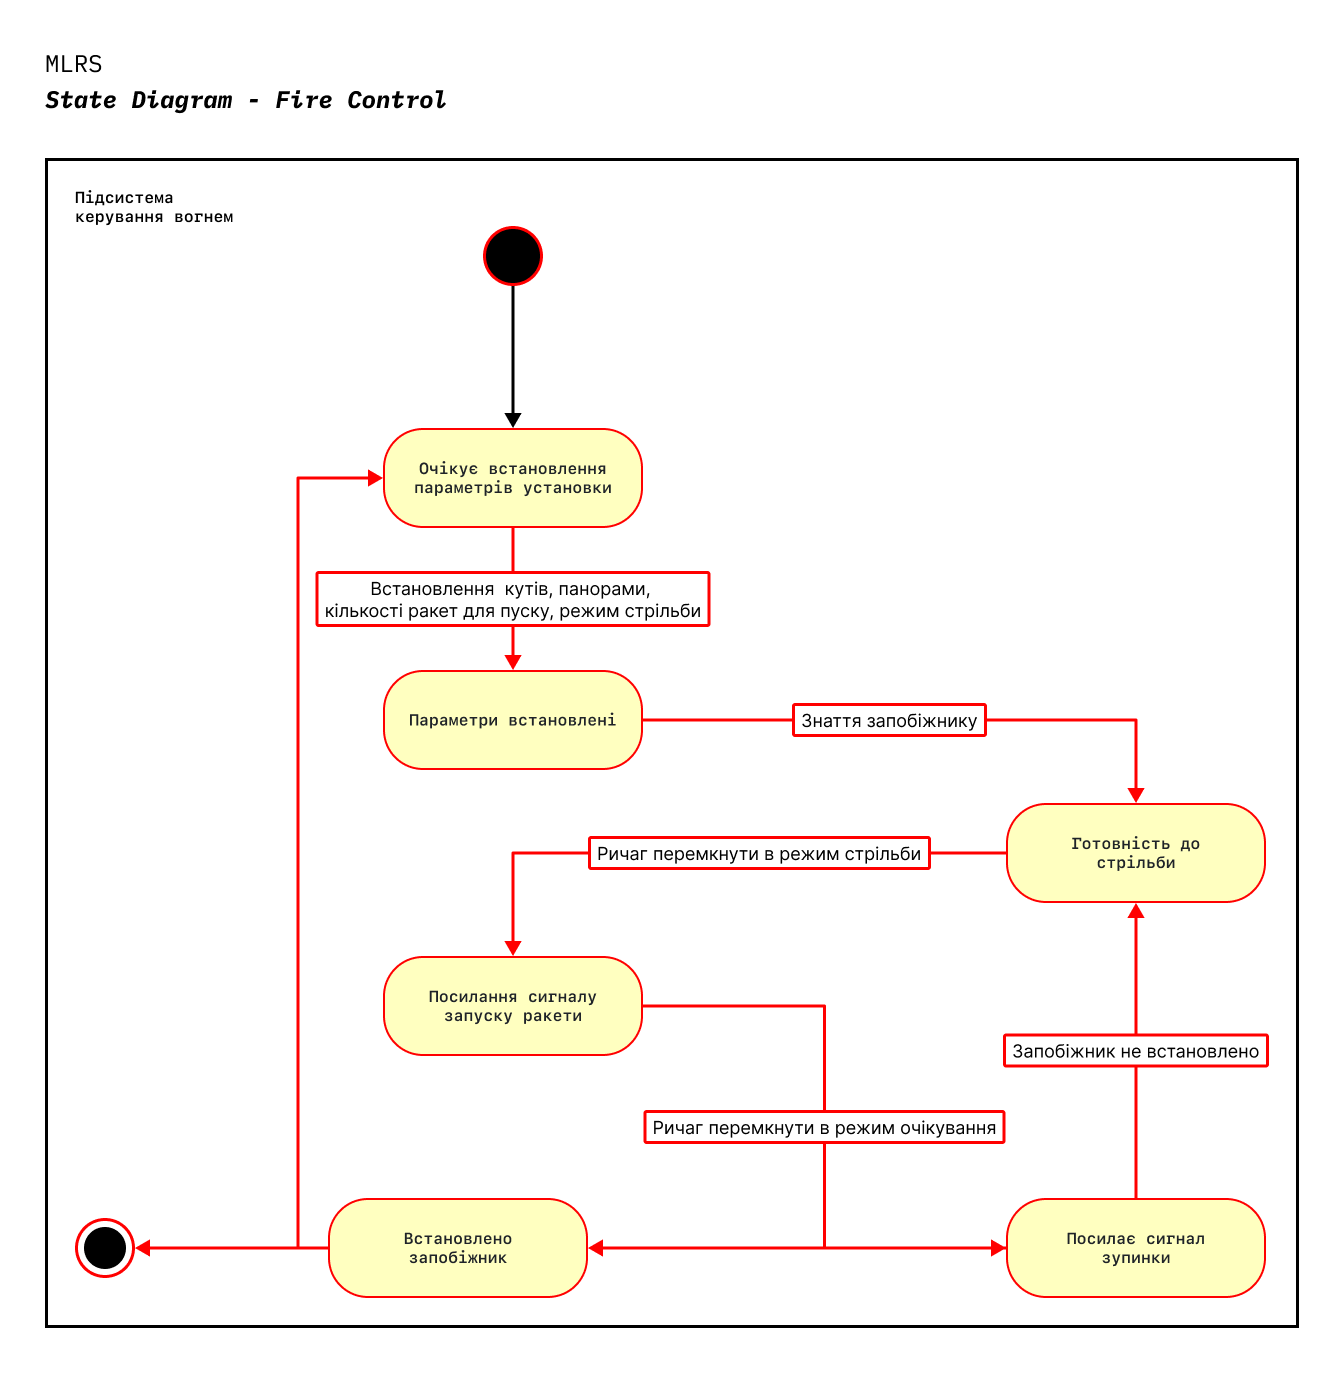 MLRS
State Diagram - Fire Control
Підсистема
керування вогнем
Очікує встановлення
параметрів установки
Встановлення кутів, панорами,
кількості ракет для пуску, режим стрільби
Параметри встановлені
Знаття запобіжнику
Готовність до
стрільби
Ричаг перемкнути в режим стрільби
Посилання сигналу
запуску ракети
Запобіжник не встановлено
Ричаг перемкнути в режим очікування
Встановлено
запобіжник
Посилає сигнал
зупинки